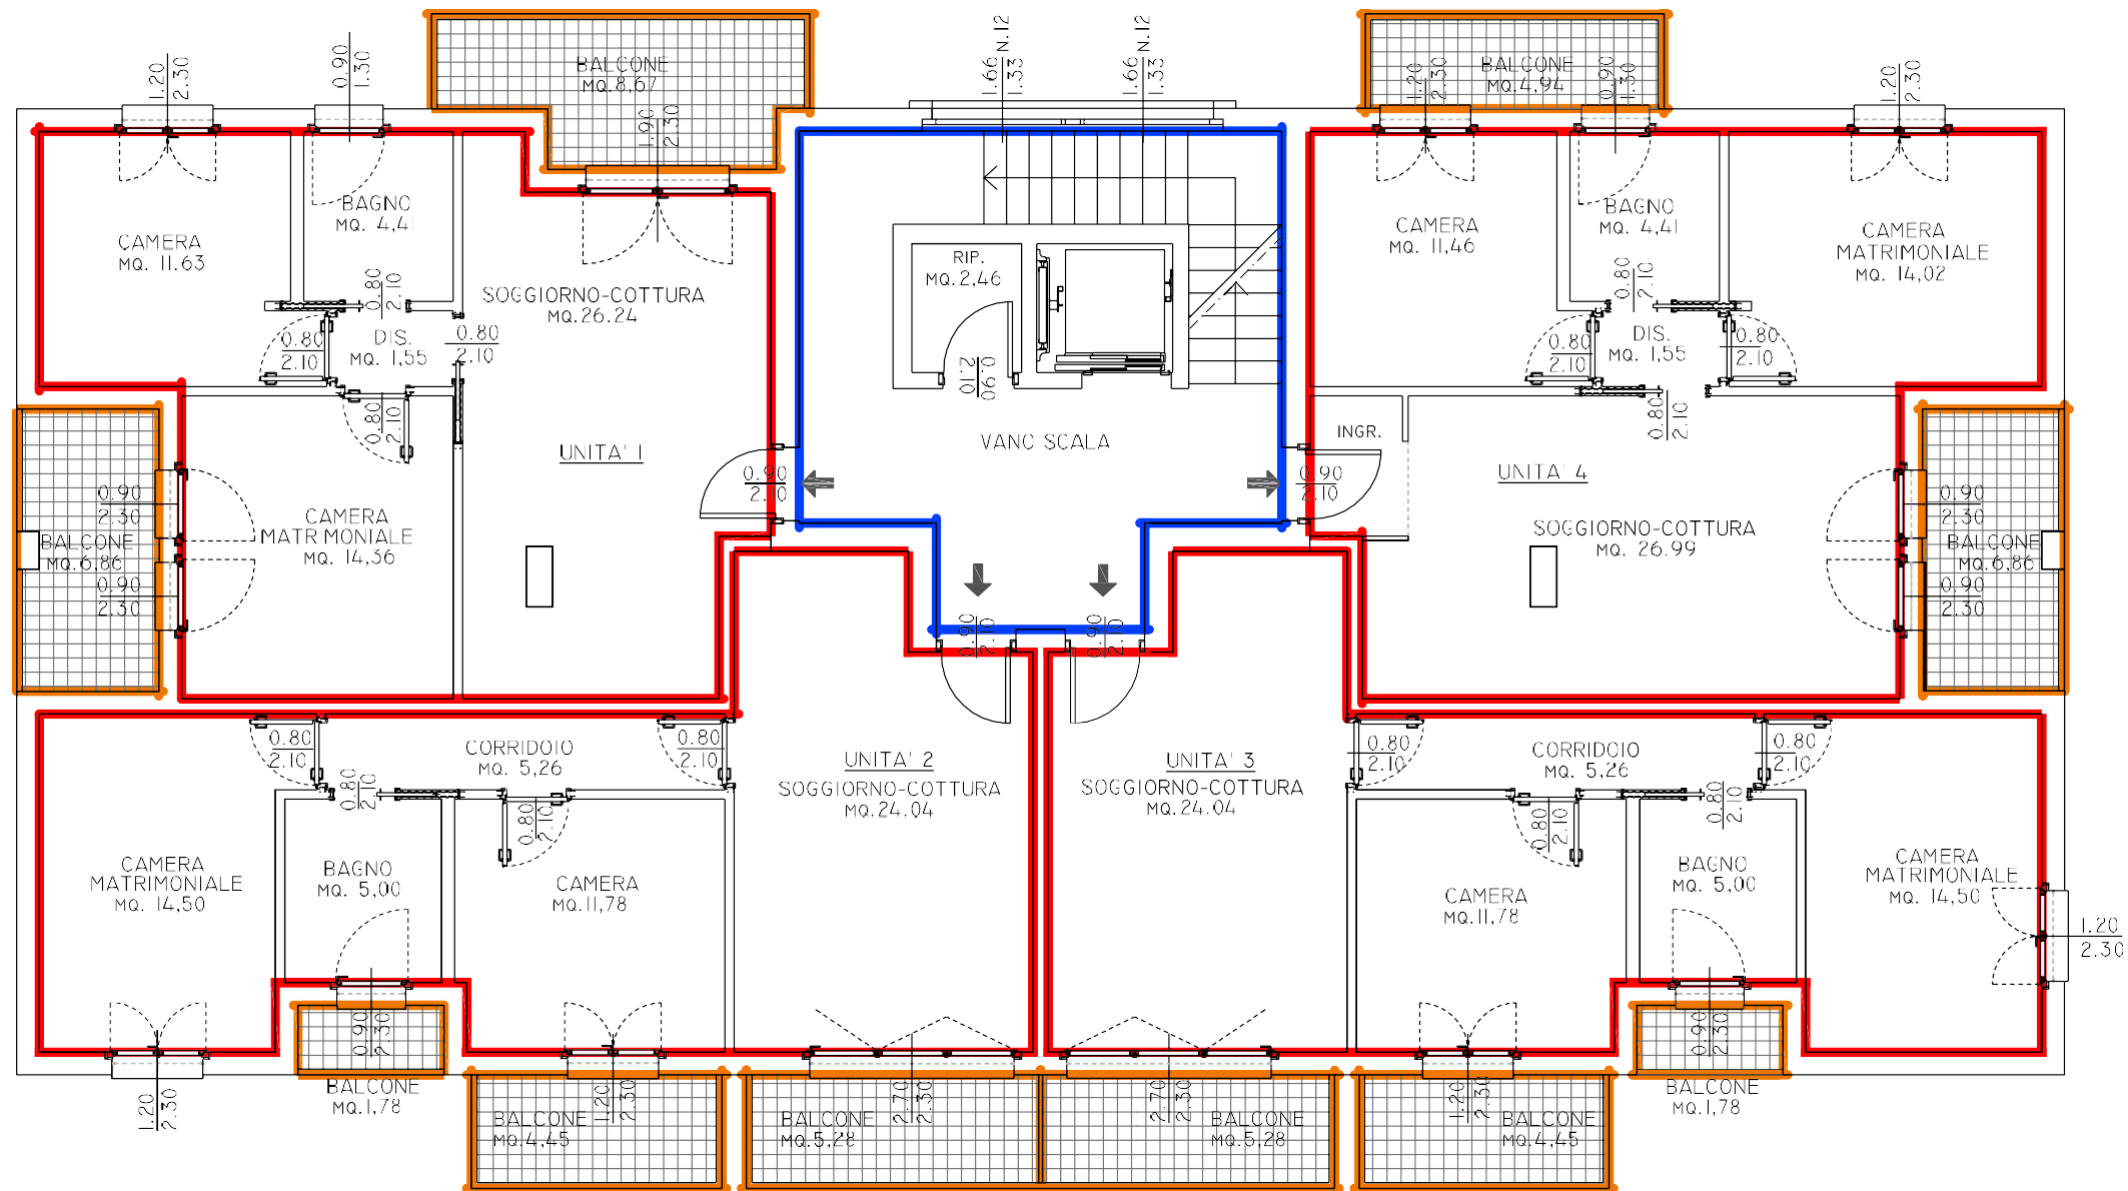 1.20
2.30
0.90
1.30
BALCONE
MQ.8,67
1.90
2.30
1.66 N.12
1.33
1.66 N.12
1.33
BALCONE
MQ.4,94
1.20
2.30
0.90
1.30
1.20
2.30
CAMERA
MQ. 11.63
BAGNO
MQ. 4,41
0.80
2.10
SOGGIORNO-COTTURA
MQ.26.24
DIS.
MQ. 1,55
0.80
2.10
0.80
2.10
0.80
2.10
RIP.
MQ.2,46
0.90
2.10
VANO SCALA
CAMERA
MQ. 11,46
BAGNO
MQ. 4,41
CAMERA
MATRIMONIALE
MQ. 14,02
0.80
2.10
DIS.
MQ. 1,55
0.80
2.10
0.80
2.10
0.80
2.10
INGR.
UNITA' 1
0.90
2.10
0.90
2.10
UNITA' 4
SOGGIORNO-COTTURA
MQ. 26.99
0.90
2.30
BALCONE
MQ.6,86
0.90
2.30
CAMERA
MATRIMONIALE
MQ. 14,36
0.90
2.30
BALCONE
MQ.6,86
0.90
2.30
0.90
2.10
0.90
2.10
0.80
2.10
CORRIDOIO
MQ. 5,26
0.80
2.10
0.80
2.10
0.80
2.10
UNITA' 2
SOGGIORNO-COTTURA
MQ.24.04
UNITA' 3
SOGGIORNO-COTTURA
MQ.24.04
0.80
2.10
CORRIDOIO
MQ. 5,26
0.80
2.10
0.80
2.10
0.80
2.10
CAMERA
MATRIMONIALE
MQ. 14,50
BAGNO
MQ. 5,00
CAMERA
MQ.11,78
CAMERA
MQ.11,78
BAGNO
MQ. 5,00
CAMERA
MATRIMONIALE
MQ. 14,50
1.20
2.30
0.90
2.30
0.90
2.30
1.20
2.30
BALCONE
MQ.1,78
BALCONE
MQ.4,45
1.20
2.30
BALCONE
MQ.5,28
2.70
2.30
2.70
2.30
BALCONE
MQ.5,28
1.20
2.30
BALCONE
MQ.4,45
BALCONE
MQ.1,78